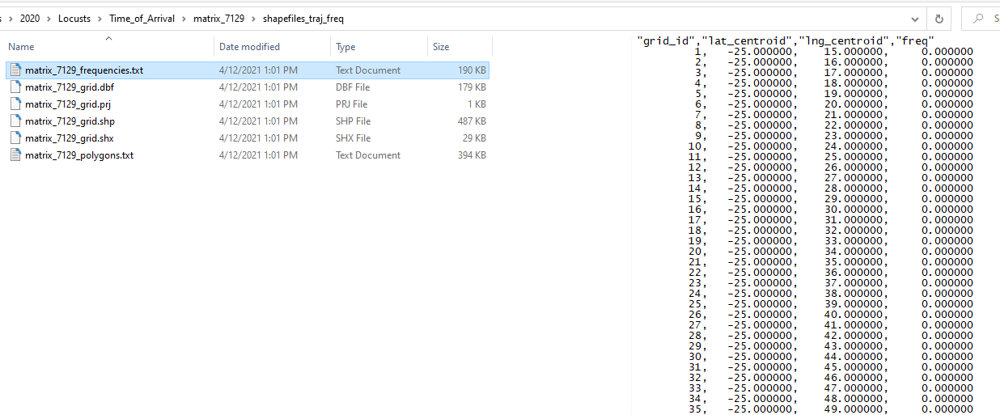 s > 2020 > Locusts > Time_of_Arrival > matrix_7129 > shapefiles_traj_freq
S
Name Date modified Type Size
matrix_7129_frequencies.txt 4/12/2021 1:01 PM Text Document 190 KB
matrix_7129_grid.dbf 4/12/2021 1:01 PM DBF File 179 KB
matrix_7129_grid.prj 4/12/2021 1:01 PM PRJ File 1 KB
matrix_7129_grid.shp 4/12/2021 1:01 PM SHP File 487 KB
matrix_7129_grid.shx 4/12/2021 1:01 PM SHX File 29 KB
matrix_7129_polygons.txt 4/12/2021 1:01 PM Text Document 394 KB
"grid_id","lat_centroid","lng_centroid","freq"
1, -25.000000, 15.000000, 0.000000
2, -25.000000, 16.000000, 0.000000
3, -25.000000, 17.000000, 0.000000
4, -25.000000, 18.000000, 0.000000
5, -25.000000, 19.000000, 0.000000
6, -25.000000, 20.000000, 0.000000
7, -25.000000, 21.000000, 0.000000
8, -25.000000, 22.000000, 0.000000
9, -25.000000, 23.000000, 0.000000
10, -25.000000, 24.000000, 0.000000
11, -25.000000, 25.000000, 0.000000
12, -25.000000, 26.000000, 0.000000
13, -25.000000, 27.000000, 0.000000
14, -25.000000, 28.000000, 0.000000
15, -25.000000, 29.000000, 0.000000
16, -25.000000, 30.000000, 0.000000
17, -25.000000, 31.000000, 0.000000
18, -25.000000, 32.000000, 0.000000
19, -25.000000, 33.000000, 0.000000
20, -25.000000, 34.000000, 0.000000
21, -25.000000, 35.000000, 0.000000
22, -25.000000, 36.000000, 0.000000
23, -25.000000, 37.000000, 0.000000
24, -25.000000, 38.000000, 0.000000
25, -25.000000, 39.000000, 0.000000
26, -25.000000, 40.000000, 0.000000
27, -25.000000, 41.000000, 0.000000
28, -25.000000, 42.000000, 0.000000
29, -25.000000, 43.000000, 0.000000
30, -25.000000, 44.000000, 0.000000
31, -25.000000, 45.000000, 0.000000
32, -25.000000, 46.000000, 0.000000
33, -25.000000, 47.000000, 0.000000
34, -25.000000, 48.000000, 0.000000
35, -25.000000, 49.000000, 0.000000